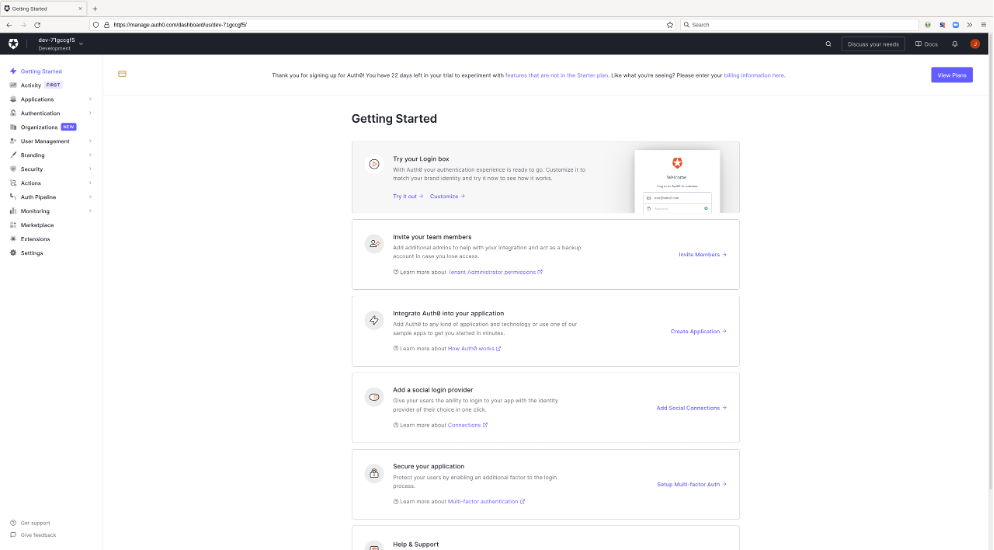 Getting Started
https://manage.auth0.com/dashboard/us/dev-71gccgf5/
Search
dev-71gccgf5
Development
Discuss your needs
Docs
J
Getting Started
Activity FIRST
Applications
Authentication
Organizations NEW
User Management
Branding
Security
Actions
Auth Pipeline
Monitoring
Marketplace
Extensions
Settings
Get support
Give feedback
Thank you for signing up for Auth0! You have 22 days left in your trial to experiment with features that are not in the Starter plan. Like what you're seeing? Please enter your billing information here.
View Plans
Getting Started
Try your Login box
With Auth0 your authentication experience is ready to go. Customize it to
match your brand identity and try it now to see how it works.
Try it out → Customize →
Welcome
Invite your team members
Add additional admins to help with your integration and act as a backup
account in case you lose access.
Learn more about Tenant Administrator permissions
Invite Members →
Integrate Auth0 into your application
Add Auth0 to any kind of application and technology or use one of our
sample apps to get you started in minutes.
Learn more about How Auth0 works
Create Application →
Add a social login provider
Give your users the ability to login to your app with the identity
provider of their choice in one click.
Learn more about Connections
Add Social Connections →
Secure your application
Protect your users by enabling an additional factor to the login
process.
Learn more about Multi-factor authentication
Setup Multi-factor Auth →
Help & Support